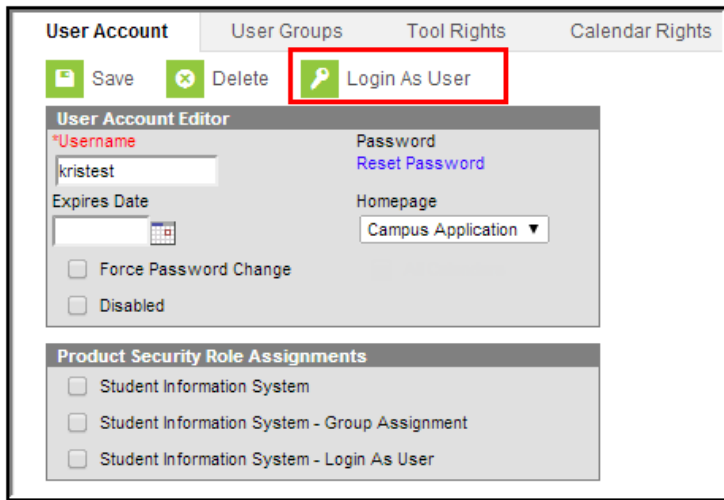 User Account User Groups Tool Rights Calendar Rights
Save Delete Login As User
User Account Editor
*Username Password
kristest Reset Password
Expires Date Homepage
Campus Application
Force Password Change
Disabled
Product Security Role Assignments
Student Information System
Student Information System - Group Assignment
Student Information System - Login As User